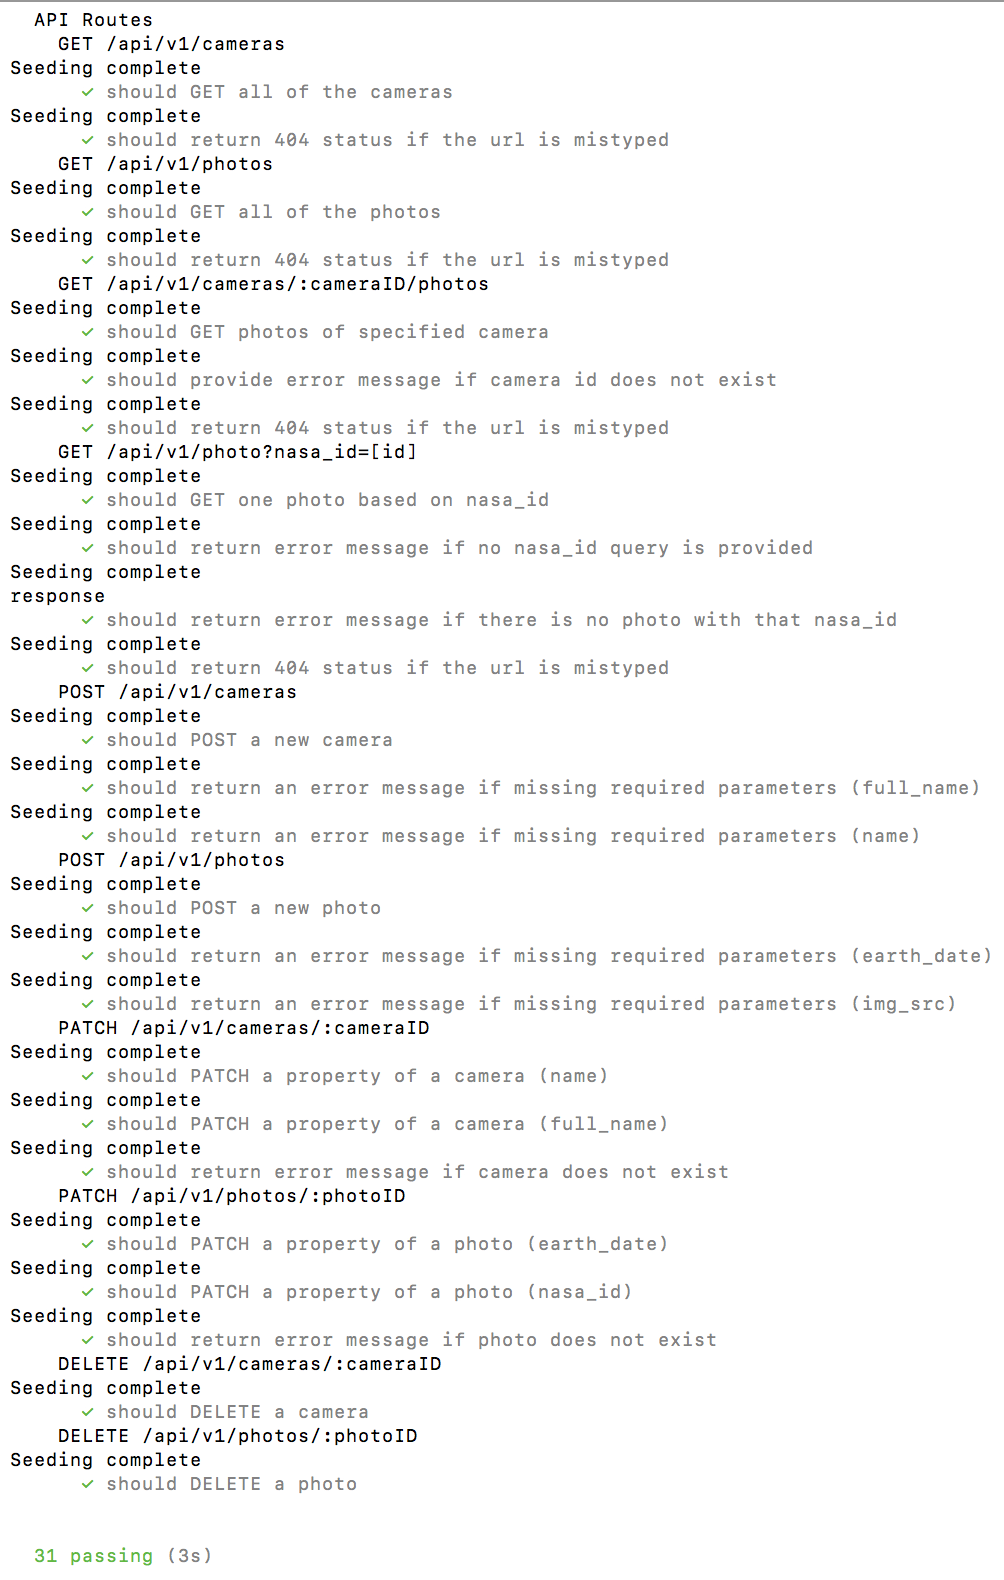 API Routes
GET /api/v1/cameras
Seeding complete
✓ should GET all of the cameras
Seeding complete
✓ should return 404 status if the url is mistyped
GET /api/v1/photos
Seeding complete
✓ should GET all of the photos
Seeding complete
✓ should return 404 status if the url is mistyped
GET /api/v1/cameras/:cameraID/photos
Seeding complete
✓ should GET photos of specified camera
Seeding complete
✓ should provide error message if camera id does not exist
Seeding complete
✓ should return 404 status if the url is mistyped
GET /api/v1/photo?nasa_id=[id]
Seeding complete
✓ should GET one photo based on nasa_id
Seeding complete
✓ should return error message if no nasa_id query is provided
Seeding complete
response
✓ should return error message if there is no photo with that nasa_id
Seeding complete
✓ should return 404 status if the url is mistyped
POST /api/v1/cameras
Seeding complete
✓ should POST a new camera
Seeding complete
✓ should return an error message if missing required parameters (full_name)
Seeding complete
✓ should return an error message if missing required parameters (name)
POST /api/v1/photos
Seeding complete
✓ should POST a new photo
Seeding complete
✓ should return an error message if missing required parameters (earth_date)
Seeding complete
✓ should return an error message if missing required parameters (img_src)
PATCH /api/v1/cameras/:cameraID
Seeding complete
✓ should PATCH a property of a camera (name)
Seeding complete
✓ should PATCH a property of a camera (full_name)
Seeding complete
✓ should return error message if camera does not exist
PATCH /api/v1/photos/:photoID
Seeding complete
✓ should PATCH a property of a photo (earth_date)
Seeding complete
✓ should PATCH a property of a photo (nasa_id)
Seeding complete
✓ should return error message if photo does not exist
DELETE /api/v1/cameras/:cameraID
Seeding complete
✓ should DELETE a camera
DELETE /api/v1/photos/:photoID
Seeding complete
✓ should DELETE a photo
31 passing (3s)